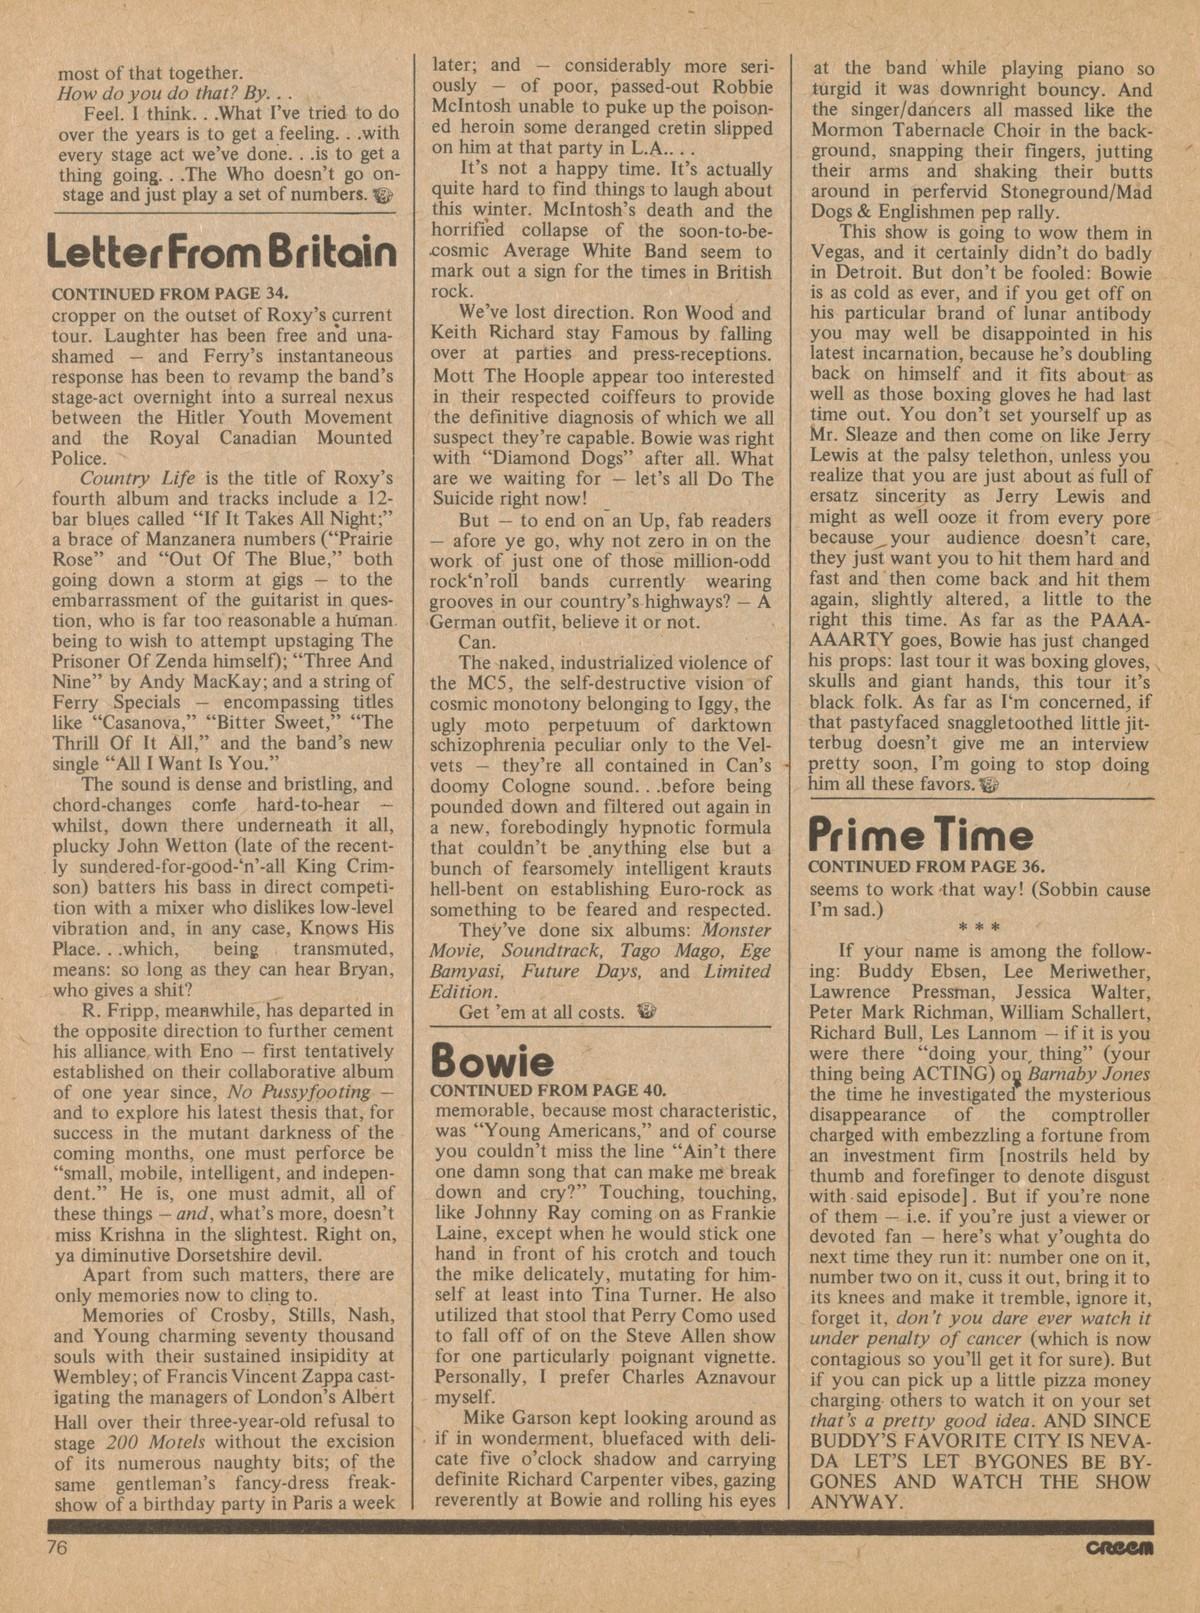 most of that together.
How do you do that? By. . .
Feel. I think. . .What I've tried to do
over the years is to get a feeling. . .with
every stage act we've done. . .is to get a
thing going. . .The Who doesn't go on-
stage and just play a set of numbers.
Letter From Britain
CONTINUED FROM PAGE 34.
cropper on the outset of Roxy's current
tour. Laughter has been free and una-
shamed — and Ferry's instantaneous
response has been to revamp the band's
stage-act overnight into a surreal nexus
between the Hitler Youth Movement
and the Royal Canadian Mounted
Police.
Country Life is the title of Roxy's
fourth album and tracks include a 12-
bar blues called “If It Takes All Night;”
a brace of Manzanera numbers (“Prairie
Rose” and “Out Of The Blue,” both
going down a storm at gigs — to the
embarrassment of the guitarist in ques-
tion, who is far too reasonable a human
being to wish to attempt upstaging The
Prisoner Of Zenda himself); “Three And
Nine” by Andy MacKay; and a string of
Ferry Specials — encompassing titles
like “Casanova,” “Bitter Sweet,” “The
Thrill Of It All,” and the band's new
single “All I Want Is You.”
The sound is dense and bristling, and
chord-changes come hard-to-hear —
whilst, down there underneath it all,
plucky John Wetton (late of the recent-
ly sundered-for-good-‘n’-all King Crim-
son) batters his bass in direct competi-
tion with a mixer who dislikes low-level
vibration and, in any case, Knows His
Place. . .which, being transmuted,
means: so long as they can hear Bryan,
who gives a shit?
R. Fripp, meanwhile, has departed in
the opposite direction to further cement
his alliance with Eno — first tentatively
established on their collaborative album
of one year since, No Pussyfooting —
and to explore his latest thesis that, for
success in the mutant darkness of the
coming months, one must perforce be
“small, mobile, intelligent, and indepen-
dent.” He is, one must admit, all of
these things — and, what's more, doesn't
miss Krishna in the slightest. Right on,
ya diminutive Dorsetshire devil.
Apart from such matters, there are
only memories now to cling to.
Memories of Crosby, Stills, Nash,
and Young charming seventy thousand
souls with their sustained insipidity at
Wembley; of Francis Vincent Zappa cast-
igating the managers of London's Albert
Hall over their three-year-old refusal to
stage 200 Motels without the excision
of its numerous naughty bits; of the
same gentleman's fancy-dress freak-
show of a birthday party in Paris a week
later; and — considerably more seri-
ously — of poor, passed-out Robbie
McIntosh unable to puke up the poison-
ed heroin some deranged cretin slipped
on him at that party in L.A.. . .
It's not a happy time. It's actually
quite hard to find things to laugh about
this winter. McIntosh's death and the
horrified collapse of the soon-to-be-
cosmic Average White Band seem to
mark out a sign for the times in British
rock.
We've lost direction. Ron Wood and
Keith Richard stay Famous by falling
over at parties and press-receptions.
Mott The Hoople appear too interested
in their respected coiffeurs to provide
the definitive diagnosis of which we all
suspect they're capable. Bowie was right
with “Diamond Dogs” after all. What
are we waiting for — let's all Do The
Suicide right now!
But — to end on an Up, fab readers
— afore ye go, why not zero in on the
work of just one of those million-odd
rock‘n’roll bands currently wearing
grooves in our country's highways? — A
German outfit, believe it or not.
Can.
The naked, industrialized violence of
the MC5, the self-destructive vision of
cosmic monotony belonging to Iggy, the
ugly moto perpetuum of darktown
schizophrenia peculiar only to the Vel-
vets — they're all contained in Can's
doomy Cologne sound. . .before being
pounded down and filtered out again in
a new, forebodingly hypnotic formula
that couldn't be anything else but a
bunch of fearsomely intelligent krauts
hell-bent on establishing Euro-rock as
something to be feared and respected.
They've done six albums: Monster
Movie, Soundtrack, Tago Mago, Ege
Bamyasi, Future Days, and Limited
Edition.
Get 'em at all costs.
Bowie
CONTINUED FROM PAGE 40.
memorable, because most characteristic,
was “Young Americans,” and of course
you couldn't miss the line “Ain't there
one damn song that can make me break
down and cry?” Touching, touching,
like Johnny Ray coming on as Frankie
Laine, except when he would stick one
hand in front of his crotch and touch
the mike delicately, mutating for him-
self at least into Tina Turner. He also
utilized that stool that Perry Como used
to fall off of on the Steve Allen show
for one particularly poignant vignette.
Personally, I prefer Charles Aznavour
myself.
Mike Garson kept looking around as
if in wonderment, bluefaced with deli-
cate five o'clock shadow and carrying
definite Richard Carpenter vibes, gazing
reverently at Bowie and rolling his eyes
at the band while playing piano so
turgid it was downright bouncy. And
the singer/dancers all massed like the
Mormon Tabernacle Choir in the back-
ground, snapping their fingers, jutting
their arms and shaking their butts
around in perfervid Stoneground/Mad
Dogs & Englishmen pep rally.
This show is going to wow them in
Vegas, and it certainly didn't do badly
in Detroit. But don't be fooled: Bowie
is as cold as ever, and if you get off on
his particular brand of lunar antibody
you may well be disappointed in his
latest incarnation, because he's doubling
back on himself and it fits about as
well as those boxing gloves he had last
time out. You don't set yourself up as
Mr. Sleaze and then come on like Jerry
Lewis at the palsy telethon, unless you
realize that you are just about as full of
ersatz sincerity as Jerry Lewis and
might as well ooze it from every pore
because your audience doesn't care,
they just want you to hit them hard and
fast and then come back and hit them
again, slightly altered, a little to the
right this time. As far as the PAAA-
AAARTY goes, Bowie has just changed
his props: last tour it was boxing gloves,
skulls and giant hands, this tour it's
black folk. As far as I'm concerned, if
that pastyfaced snaggletoothed little jit-
terbug doesn't give me an interview
pretty soon, I'm going to stop doing
him all these favors.
Prime Time
CONTINUED FROM PAGE 36.
seems to work that way! (Sobbin cause
I'm sad.)
* * *
If your name is among the follow-
ing: Buddy Ebsen, Lee Meriwether,
Lawrence Pressman, Jessica Walter,
Peter Mark Richman, William Schallert,
Richard Bull, Les Lannom — if it is you
were there “doing your thing” (your
thing being ACTING) on Barnaby Jones
the time he investigated the mysterious
disappearance of the comptroller
charged with embezzling a fortune from
an investment firm [nostrils held by
thumb and forefinger to denote disgust
with said episode]. But if you're none
of them — i.e. if you're just a viewer or
devoted fan — here's what y'oughta do
next time they run it: number one on it,
number two on it, cuss it out, bring it to
its knees and make it tremble, ignore it,
forget it, don't you dare ever watch it
under penalty of cancer (which is now
contagious so you'll get it for sure). But
if you can pick up a little pizza money
charging others to watch it on your set
that's a pretty good idea. AND SINCE
BUDDY'S FAVORITE CITY IS NEVA-
DA LET'S LET BYGONES BE BY-
GONES AND WATCH THE SHOW
ANYWAY.
76
CREEM